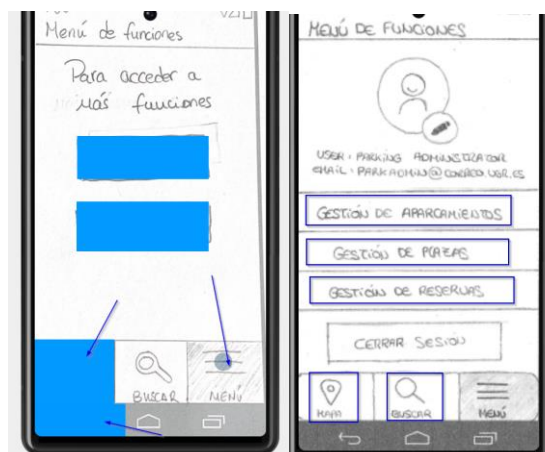 Menú de funciones
Para acceder a
más funciones
BUSCAR
MENÚ
MENÚ DE FUNCIONES
USER: PARKING ADMINISTRATOR
EMAIL: PARKADMIN@CORREO.UGR.ES
GESTIÓN DE APARCAMIENTOS
GESTIÓN DE PLAZAS
GESTIÓN DE RESERVAS
CERRAR SESIÓN
MAPA
BUSCAR
MENÚ